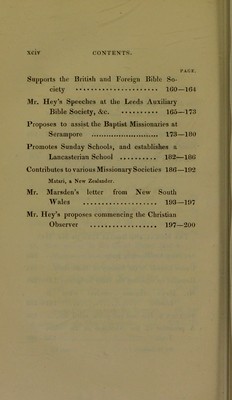 xciv CONTENTS.
PAGE.
Supports the British and Foreign Bible So-
ciety ........................ 160—164
Mr. Hey's Speeches at the Leeds Auxiliary
Bible Society, &c. ........... 165—173
Proposes to assist the Baptist Missionaries at
Serampore ........................... 173—180
Promotes Sunday Schools, and establishes a
Lancasterian School ........... 182—186
Contributes to various Missionary Societies 186—192
Matari, a New Zealander.
Mr. Marsden's letter from New South
Wales .................... 193—197
Mr. Hey's proposes commencing the Christian
Observer .................. 197—200